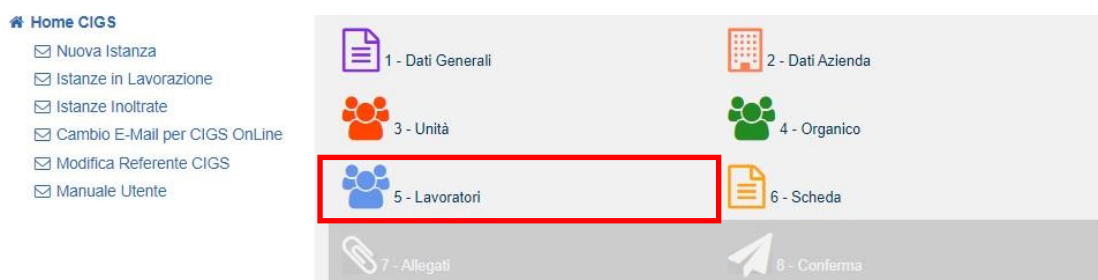 Home CIGS
Nuova Istanza
Istanze in Lavorazione
Istanze Inoltrate
Cambio E-Mail per CIGS OnLine
Modifica Referente CIGS
Manuale Utente
1 - Dati Generali
2 - Dati Azienda
3 - Unità
4 - Organico
5 - Lavoratori
6 - Scheda
7 - Allegati
8 - Conferma